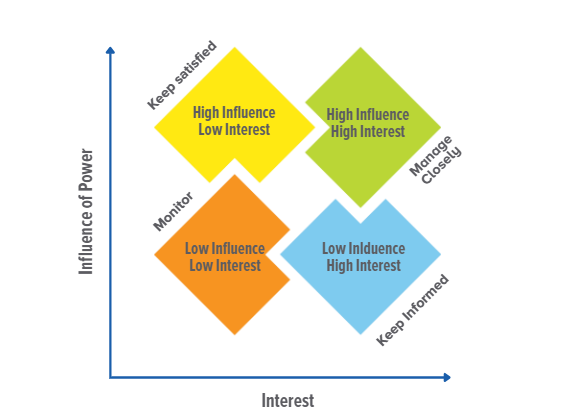 Keep satisfied
High Influence
Low Interest
High Influence
High Interest
Manage
Closely
Influence of Power
Monitor
Low Influence
Low Interest
Low Iniduence
High Interest
Keep Informed
Interest